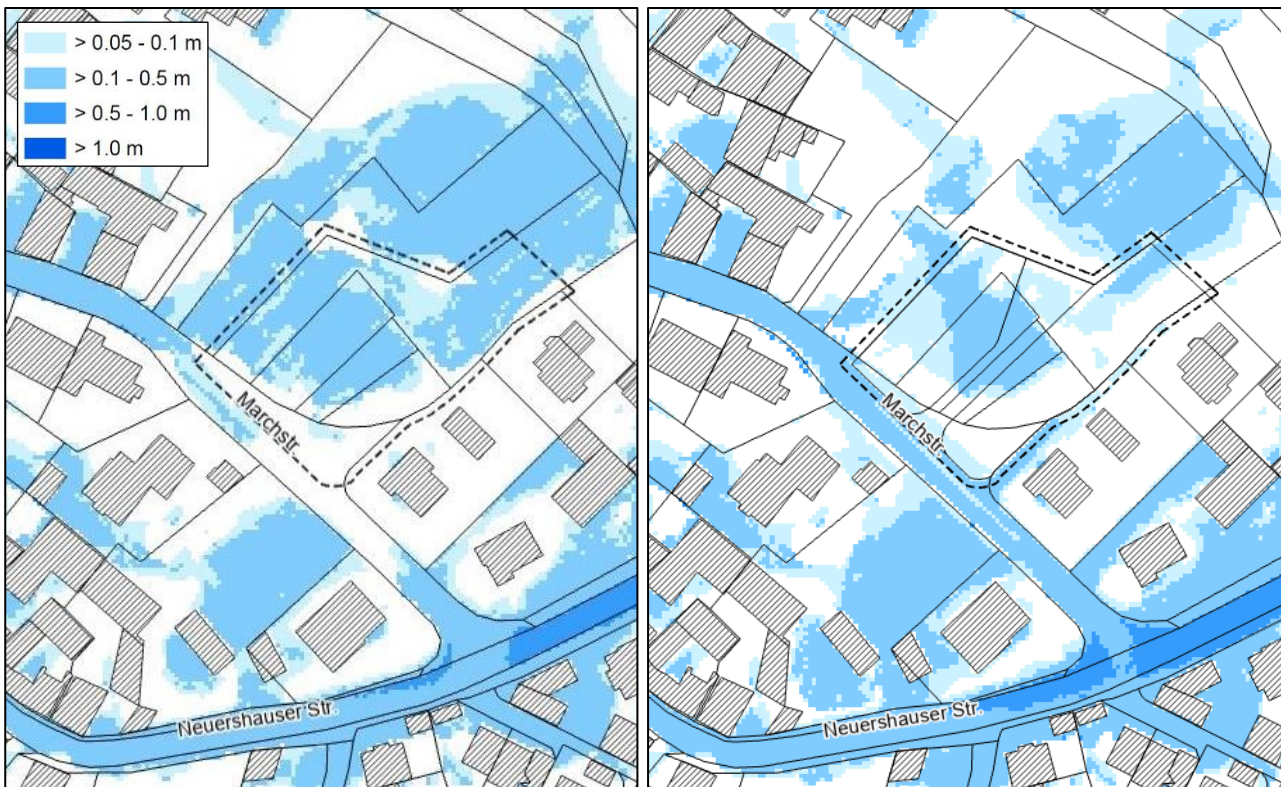 > 0.05 - 0.1 m
> 0.1 - 0.5 m
> 0.5 - 1.0 m
> 1.0 m
Marchstr.
Neuershauser Str.
Marchstr.
Neuershauser Str.